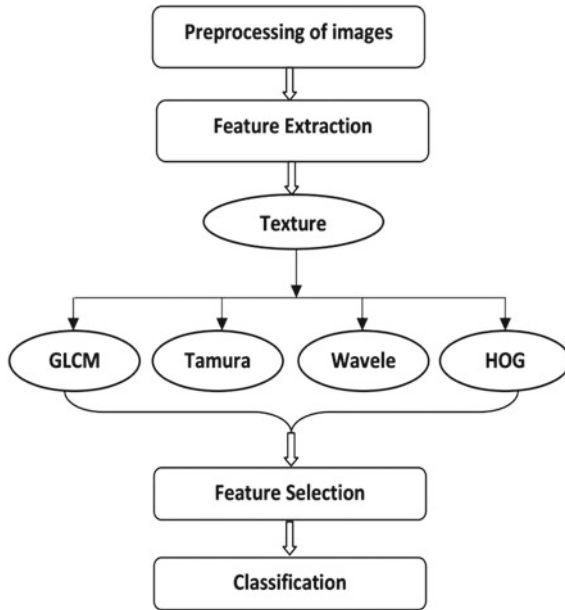 Preprocessing of images
Feature Extraction
Texture
GLCM
Tamura
Wavele
HOG
Feature Selection
Classification